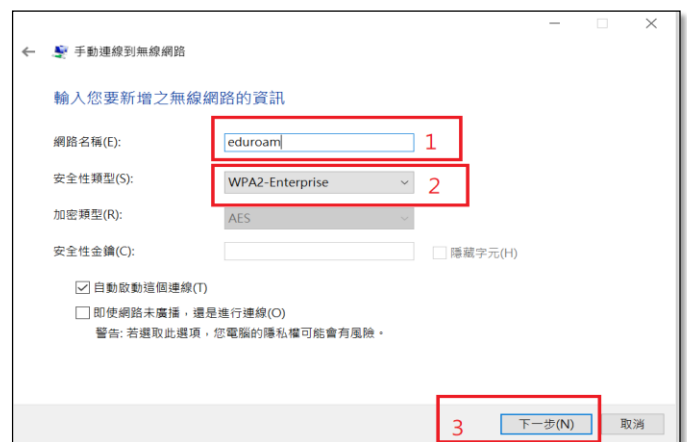 手動連線到無線網路
輸入您要新增之無線網路的資訊
網路名稱(E):
eduroam
1
安全性類型(S):
WPA2-Enterprise
2
加密類型(R):
AES
安全性金鑰(C):
隱藏字元(H)
自動啟動這個連線(T)
即使網路未廣播，還是進行連線(O)
警告: 若選取此選項，您電腦的隱私權可能會有風險。
3
下一步(N)
取消